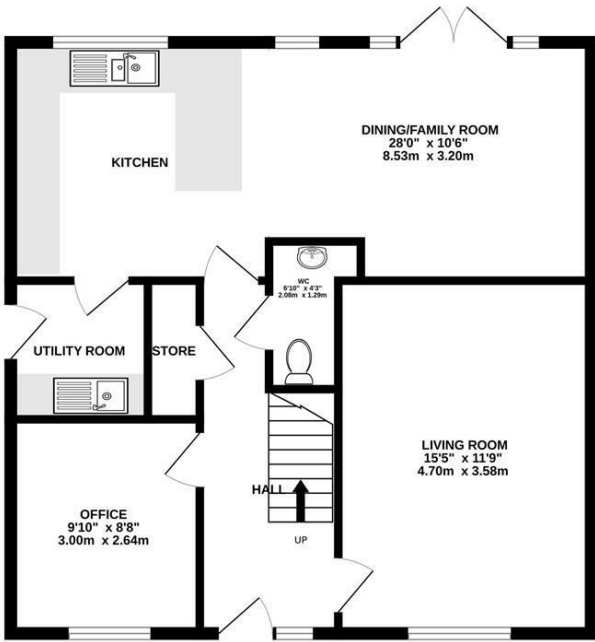 DINING/FAMILY ROOM
28'0" x 10'6"
8.53m x 3.20m
KITCHEN
WC
6'10" x 4'3"
2.08m x 1.29m
UTILITY ROOM
STORE
LIVING ROOM
15'5" x 11'9"
4.70m x 3.58m
HALL
OFFICE
9'10" x 8'8"
3.00m x 2.64m
UP